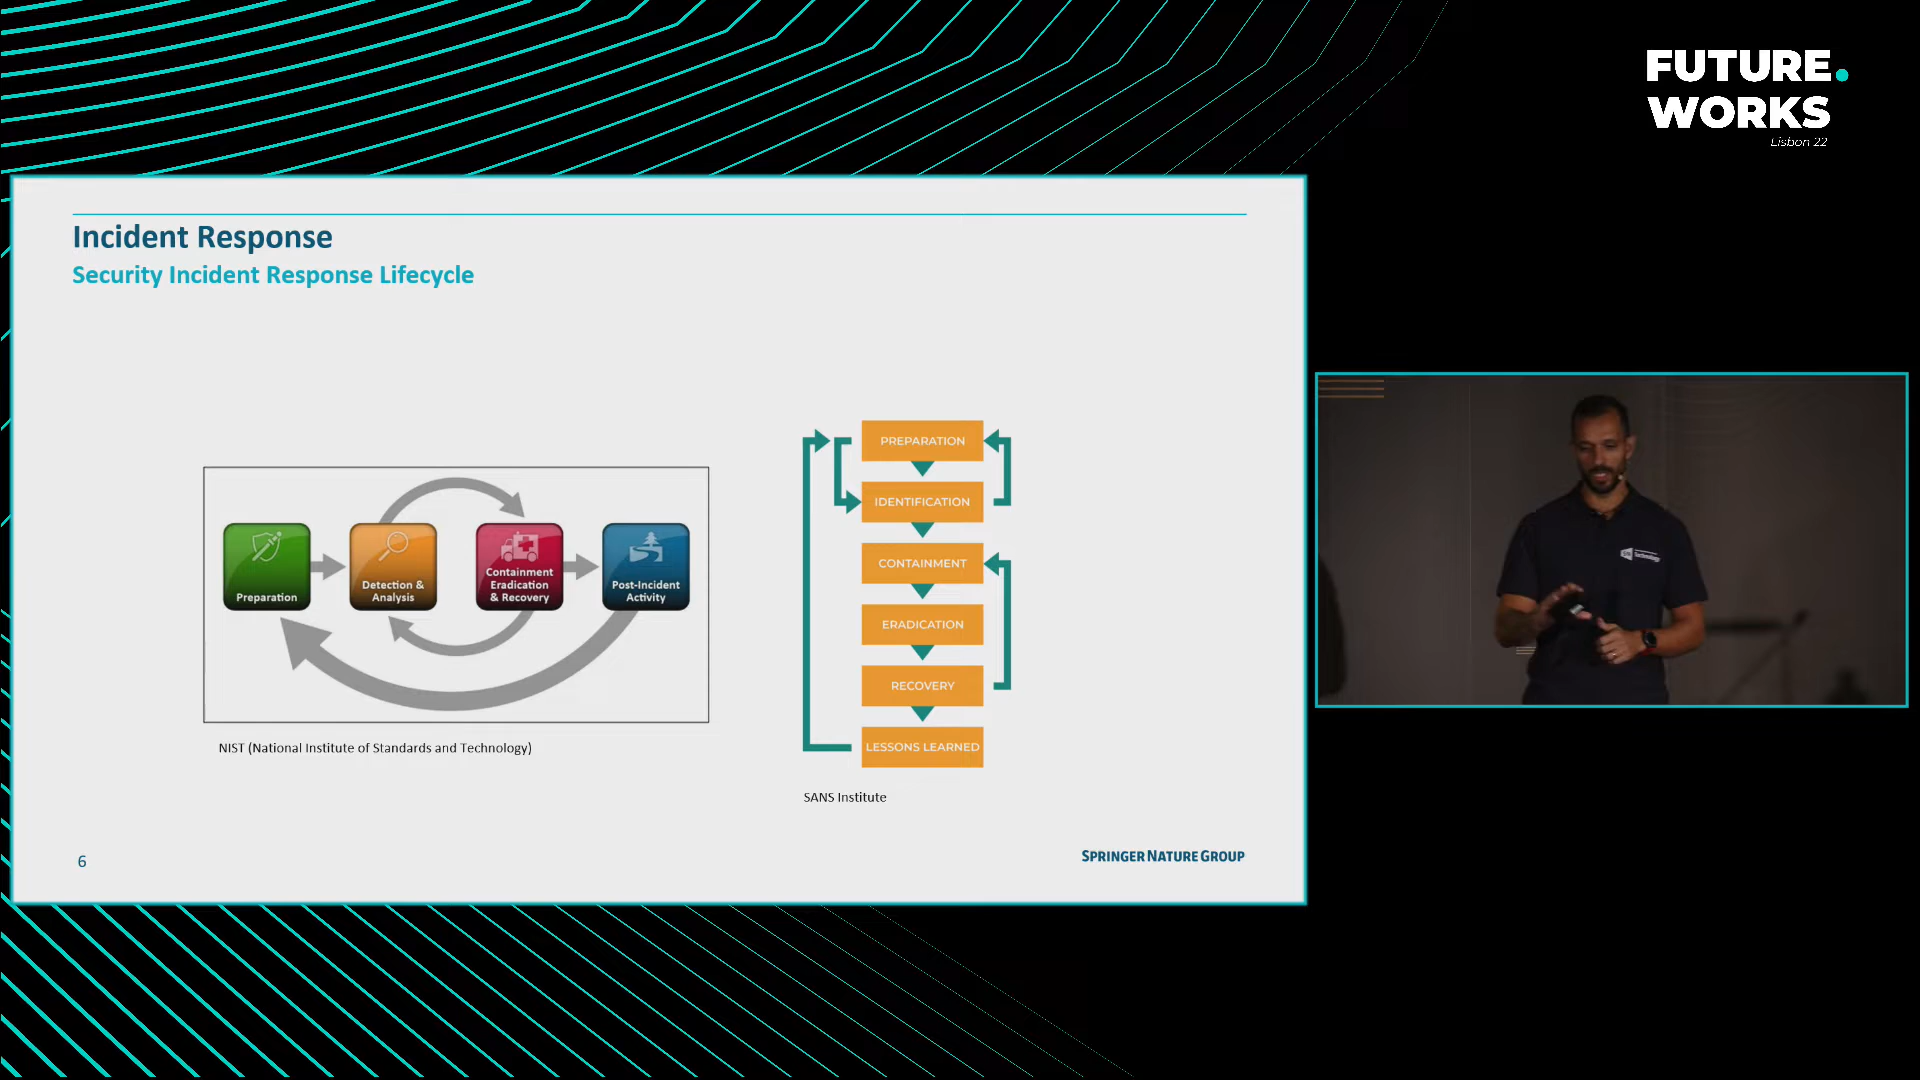 FUTURE.
WORKS
Lisbon 22
Incident Response
Security Incident Response Lifecycle
Preparation
Detection &
Analysis
Containment
Eradication
& Recovery
Post-Incident
Activity
NIST (National Institute of Standards and Technology)
PREPARATION
IDENTIFICATION
CONTAINMENT
ERADICATION
RECOVERY
LESSONS LEARNED
SANS Institute
6
SPRINGER NATURE GROUP
Technology